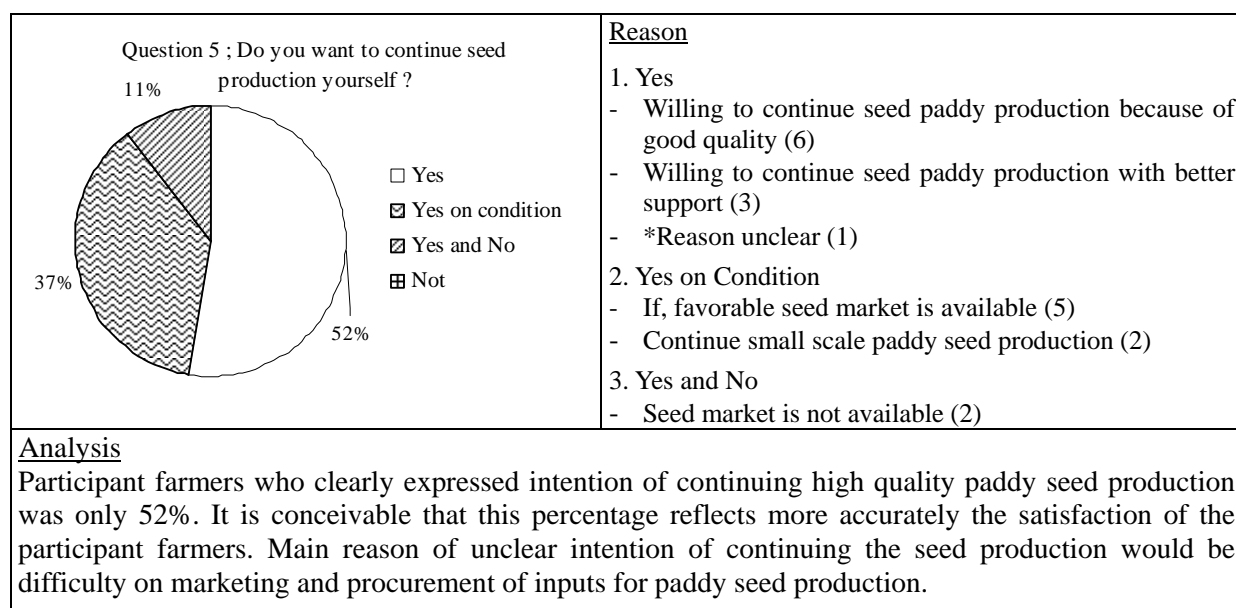 Question 5 ; Do you want to continue seed
production yourself ?
11%
37%
52%
Yes
Yes on condition
Yes and No
Not
Reason
1. Yes
- Willing to continue seed paddy production because of
good quality (6)
- Willing to continue seed paddy production with better
support (3)
- *Reason unclear (1)
2. Yes on Condition
- If, favorable seed market is available (5)
- Continue small scale paddy seed production (2)
3. Yes and No
- Seed market is not available (2)
Analysis
Participant farmers who clearly expressed intention of continuing high quality paddy seed production
was only 52%. It is conceivable that this percentage reflects more accurately the satisfaction of the
participant farmers. Main reason of unclear intention of continuing the seed production would be
difficulty on marketing and procurement of inputs for paddy seed production.